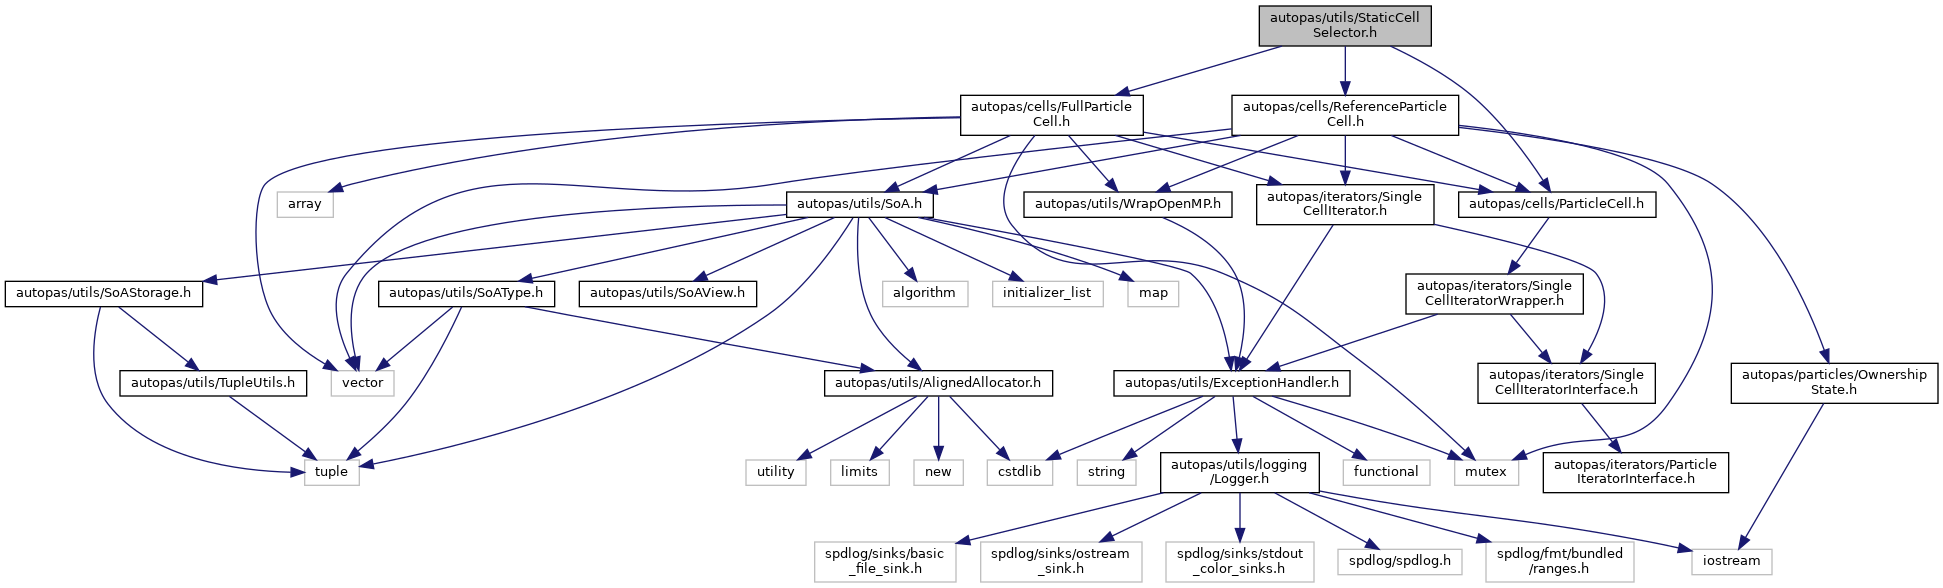 autopas/utils/StaticCell
Selector.h
autopas/cells/FullParticle
Cell.h
autopas/cells/ReferenceParticle
Cell.h
array
autopas/utils/SoA.h
autopas/utils/WrapOpenMP.h
autopas/iterators/Single
CellIterator.h
autopas/cells/ParticleCell.h
autopas/utils/SoAStorage.h
autopas/utils/SoAType.h
autopas/utils/SoAView.h
algorithm
initializer_list
map
autopas/iterators/Single
CellIteratorWrapper.h
autopas/utils/TupleUtils.h
vector
autopas/utils/AlignedAllocator.h
autopas/utils/ExceptionHandler.h
autopas/iterators/Single
CellIteratorInterface.h
autopas/particles/Ownership
State.h
tuple
utility
limits
new
cstdlib
string
autopas/utils/logging
/Logger.h
functional
mutex
autopas/iterators/Particle
IteratorInterface.h
spdlog/sinks/basic
_file_sink.h
spdlog/sinks/ostream
_sink.h
spdlog/sinks/stdout
_color_sinks.h
spdlog/spdlog.h
spdlog/fmt/bundled
/ranges.h
iostream